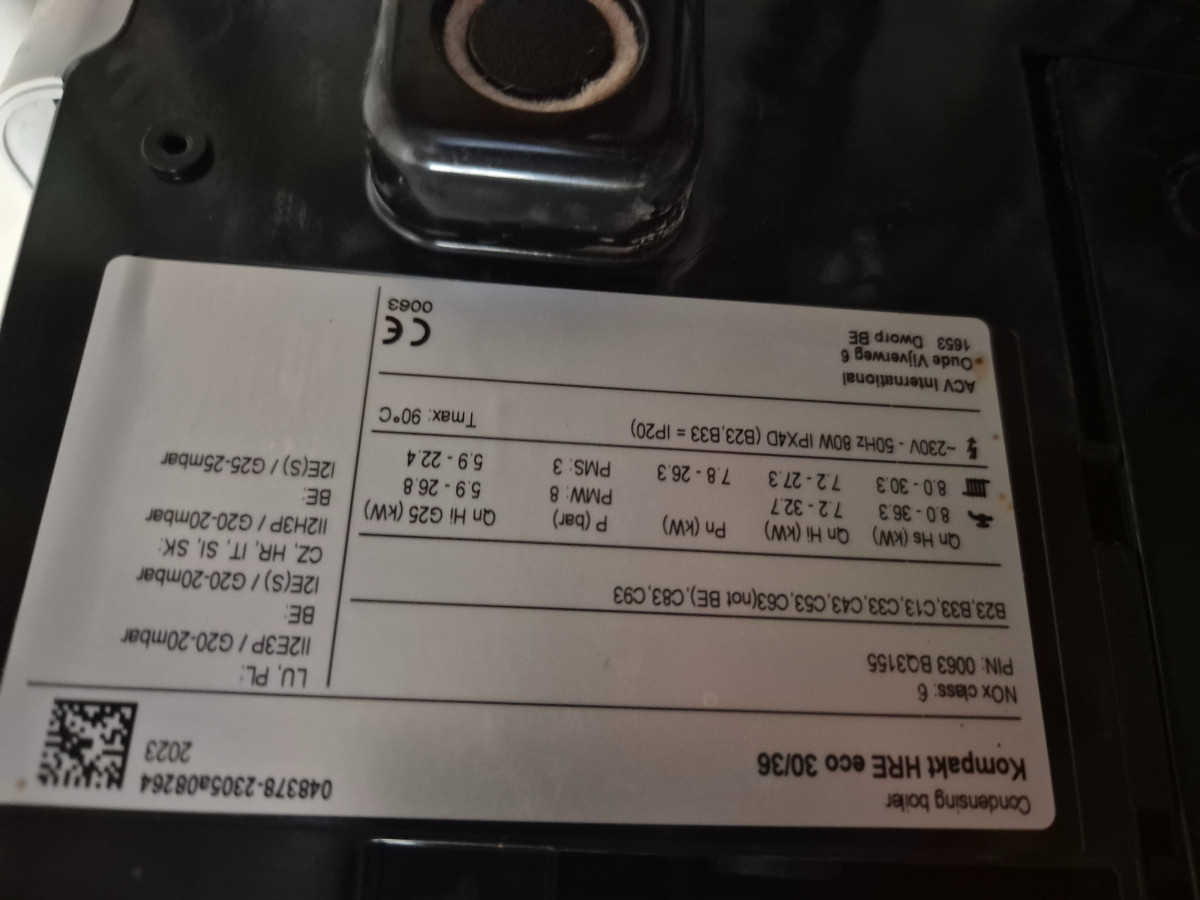 Condensing boiler
Kompakt HRE eco 30/36
048378-2305a08264
2023
NOx class: 6
PIN: 0063 BQ3155
B23,B33,C13,C33,C43,C53,C63(not BE),C83,C93
Qn Hs (kW) Qn Hi (kW) Pn (kW) P (bar) Qn Hi G25 (kW)
8.0 - 36.3 7.2 - 32.7 PMW: 8 5.9 - 26.8
8.0 - 30.3 7.2 - 27.3 7.8 - 26.3 PMS: 3 5.9 - 22.4
~230V - 50Hz 80W IPX4D (B23,B33 = IP20) Tmax: 90°C
ACV International
Oude Vijverweg 6
1653 Dworp BE
CE
0063
LU, PL:
II2E3P / G20-20mbar
BE:
I2E(S) / G20-20mbar
CZ, HR, IT, SI, SK:
II2H3P / G20-20mbar
BE:
I2E(S) / G25-25mbar